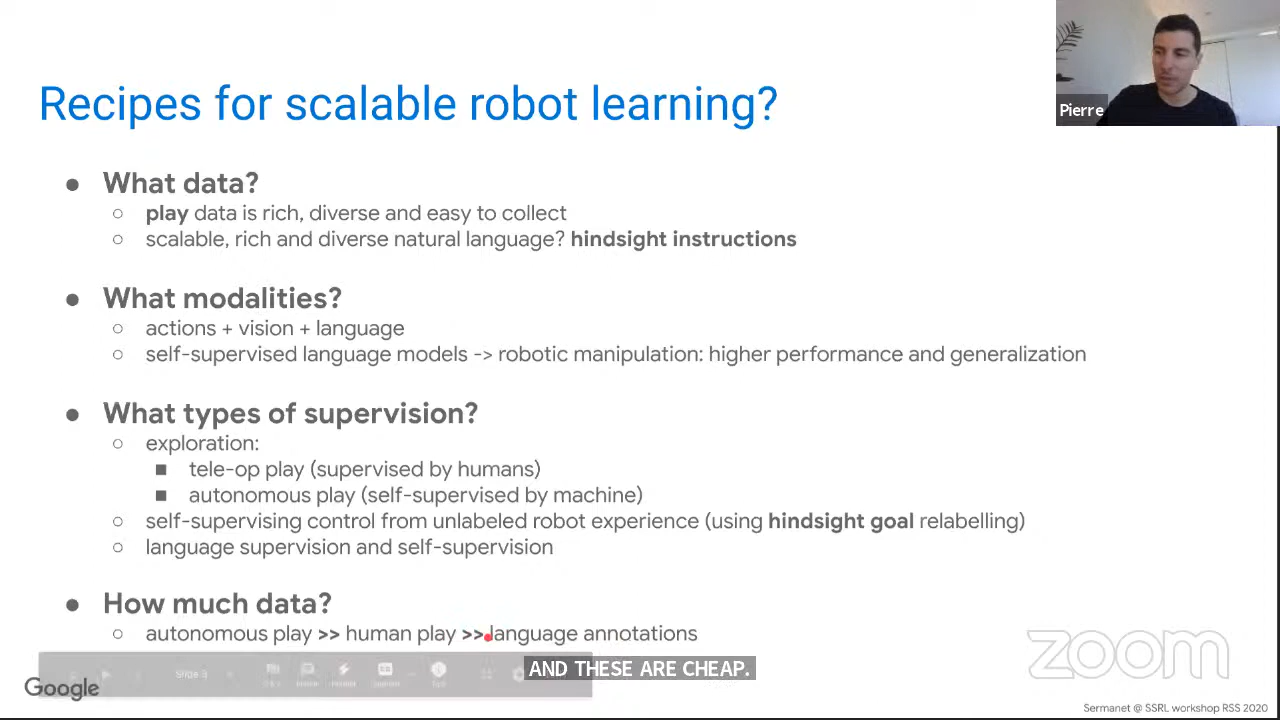 Pierre
Recipes for scalable robot learning?
● What data?
○ play data is rich, diverse and easy to collect
○ scalable, rich and diverse natural language? hindsight instructions
● What modalities?
○ actions + vision + language
○ self-supervised language models -> robotic manipulation: higher performance and generalization
● What types of supervision?
○ exploration:
■ tele-op play (supervised by humans)
■ autonomous play (self-supervised by machine)
○ self-supervising control from unlabeled robot experience (using hindsight goal relabelling)
○ language supervision and self-supervision
● How much data?
○ autonomous play >> human play >> language annotations
zoom
AND THESE ARE CHEAP.
Slide 3
Google
Sermanet @ SSRL workshop RSS 2020